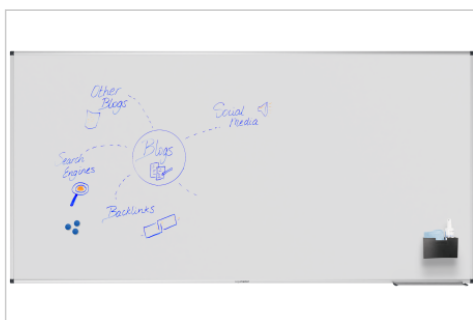 Other
Blogs
Social
Media
Blogs
Search
Engines
Backlinks